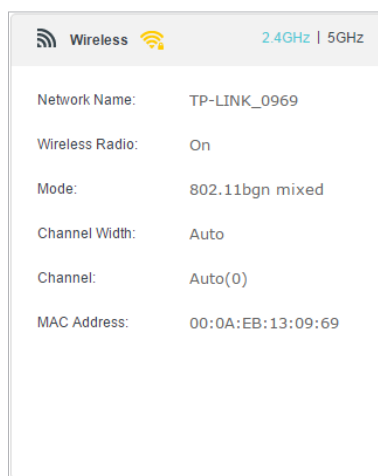 Wireless 2.4GHz | 5GHz
Network Name: TP-LINK_0969
Wireless Radio: On
Mode: 802.11bgn mixed
Channel Width: Auto
Channel: Auto(0)
MAC Address: 00:0A:EB:13:09:69